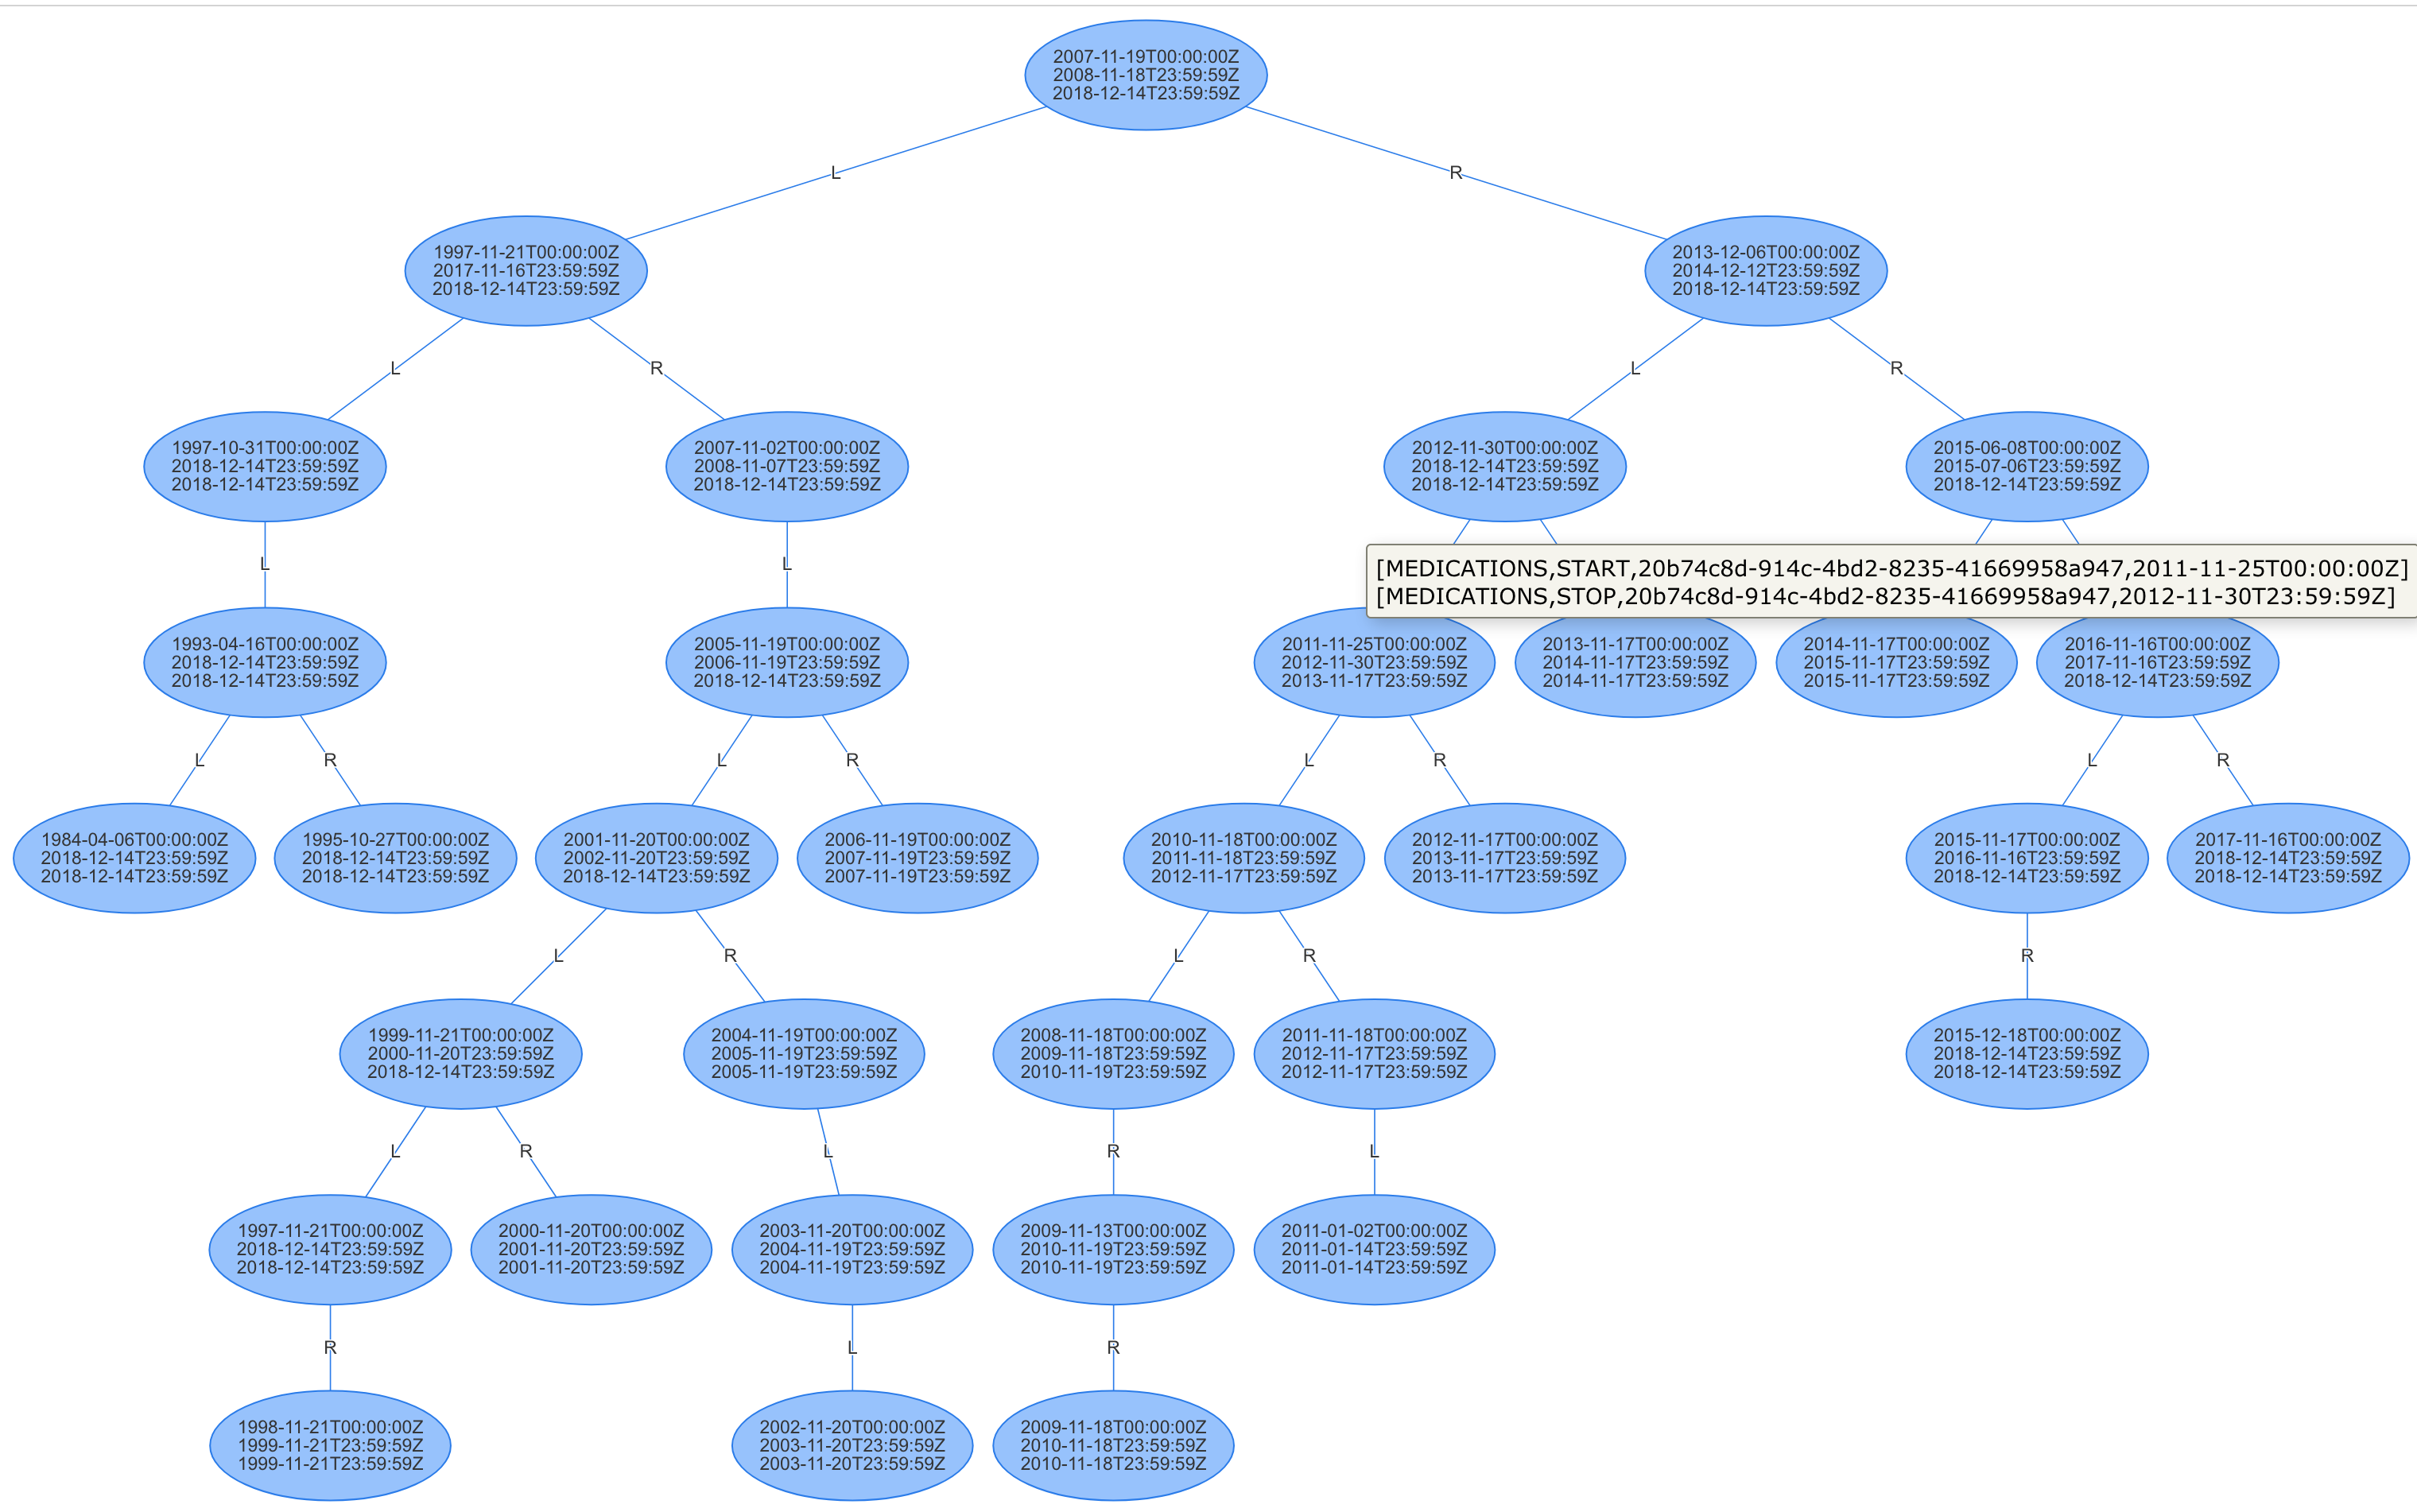 2007-11-19T00:00:00Z
2008-11-18T23:59:59Z
2018-12-14T23:59:59Z
L
R
1997-11-21T00:00:00Z
2017-11-16T23:59:59Z
2018-12-14T23:59:59Z
2013-12-06T00:00:00Z
2014-12-12T23:59:59Z
2018-12-14T23:59:59Z
L
R
L
R
1997-10-31T00:00:00Z
2018-12-14T23:59:59Z
2018-12-14T23:59:59Z
2007-11-02T00:00:00Z
2008-11-07T23:59:59Z
2018-12-14T23:59:59Z
2012-11-30T00:00:00Z
2018-12-14T23:59:59Z
2018-12-14T23:59:59Z
2015-06-08T00:00:00Z
2015-07-06T23:59:59Z
2018-12-14T23:59:59Z
L
L
[MEDICATIONS,START,20b74c8d-914c-4bd2-8235-41669958a947,2011-11-25T00:00:00Z]
[MEDICATIONS,STOP,20b74c8d-914c-4bd2-8235-41669958a947,2012-11-30T23:59:59Z]
1993-04-16T00:00:00Z
2018-12-14T23:59:59Z
2018-12-14T23:59:59Z
2005-11-19T00:00:00Z
2006-11-19T23:59:59Z
2018-12-14T23:59:59Z
2011-11-25T00:00:00Z
2012-11-30T23:59:59Z
2013-11-17T23:59:59Z
2013-11-17T00:00:00Z
2014-11-17T23:59:59Z
2014-11-17T23:59:59Z
2014-11-17T00:00:00Z
2015-11-17T23:59:59Z
2015-11-17T23:59:59Z
2016-11-16T00:00:00Z
2017-11-16T23:59:59Z
2018-12-14T23:59:59Z
L
R
L
R
L
R
L
R
1984-04-06T00:00:00Z
2018-12-14T23:59:59Z
2018-12-14T23:59:59Z
1995-10-27T00:00:00Z
2018-12-14T23:59:59Z
2018-12-14T23:59:59Z
2001-11-20T00:00:00Z
2002-11-20T23:59:59Z
2018-12-14T23:59:59Z
2006-11-19T00:00:00Z
2007-11-19T23:59:59Z
2007-11-19T23:59:59Z
2010-11-18T00:00:00Z
2011-11-18T23:59:59Z
2012-11-17T23:59:59Z
2012-11-17T00:00:00Z
2013-11-17T23:59:59Z
2013-11-17T23:59:59Z
2015-11-17T00:00:00Z
2016-11-16T23:59:59Z
2018-12-14T23:59:59Z
2017-11-16T00:00:00Z
2018-12-14T23:59:59Z
2018-12-14T23:59:59Z
L
R
L
R
R
1999-11-21T00:00:00Z
2000-11-20T23:59:59Z
2018-12-14T23:59:59Z
2004-11-19T00:00:00Z
2005-11-19T23:59:59Z
2005-11-19T23:59:59Z
2008-11-18T00:00:00Z
2009-11-18T23:59:59Z
2010-11-19T23:59:59Z
2011-11-18T00:00:00Z
2012-11-17T23:59:59Z
2012-11-17T23:59:59Z
2015-12-18T00:00:00Z
2018-12-14T23:59:59Z
2018-12-14T23:59:59Z
L
R
L
R
L
1997-11-21T00:00:00Z
2018-12-14T23:59:59Z
2018-12-14T23:59:59Z
2000-11-20T00:00:00Z
2001-11-20T23:59:59Z
2001-11-20T23:59:59Z
2003-11-20T00:00:00Z
2004-11-19T23:59:59Z
2004-11-19T23:59:59Z
2009-11-13T00:00:00Z
2010-11-19T23:59:59Z
2010-11-19T23:59:59Z
2011-01-02T00:00:00Z
2011-01-14T23:59:59Z
2011-01-14T23:59:59Z
R
L
R
1998-11-21T00:00:00Z
1999-11-21T23:59:59Z
1999-11-21T23:59:59Z
2002-11-20T00:00:00Z
2003-11-20T23:59:59Z
2003-11-20T23:59:59Z
2009-11-18T00:00:00Z
2010-11-18T23:59:59Z
2010-11-18T23:59:59Z